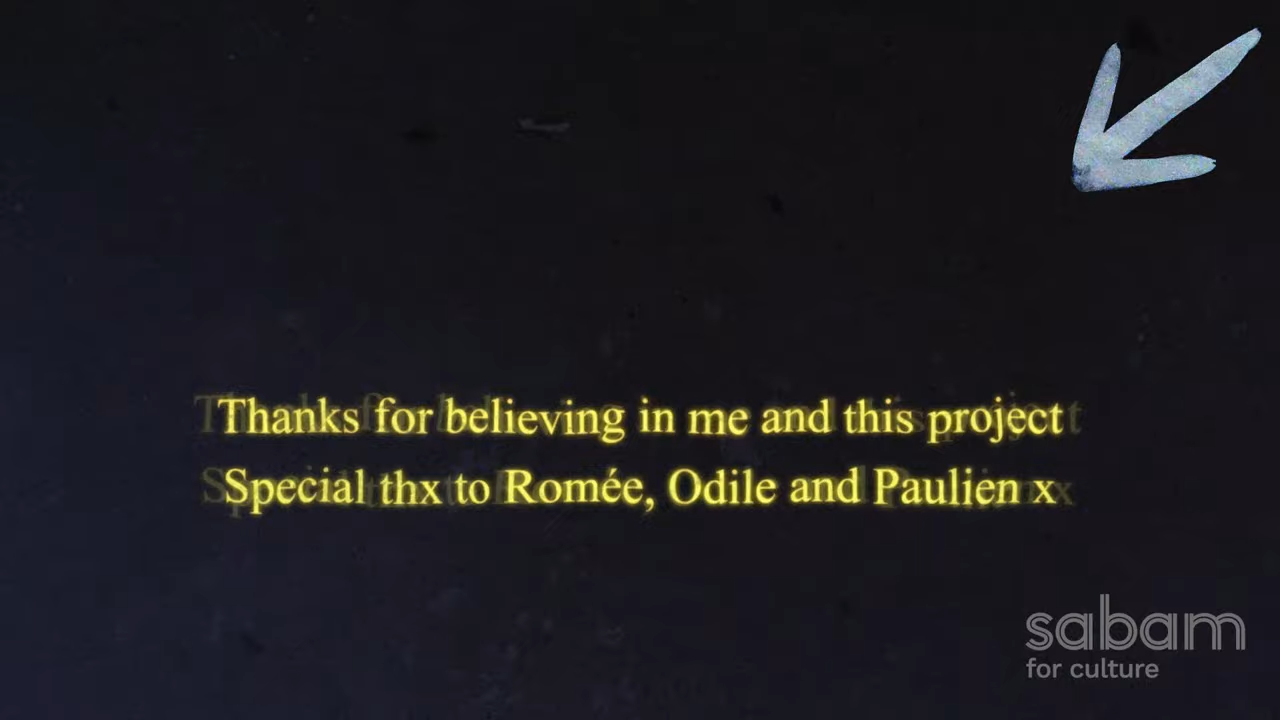 Thanks for believing in me and this project
Special thx to Romée, Odile and Paulien x
sabam
for culture